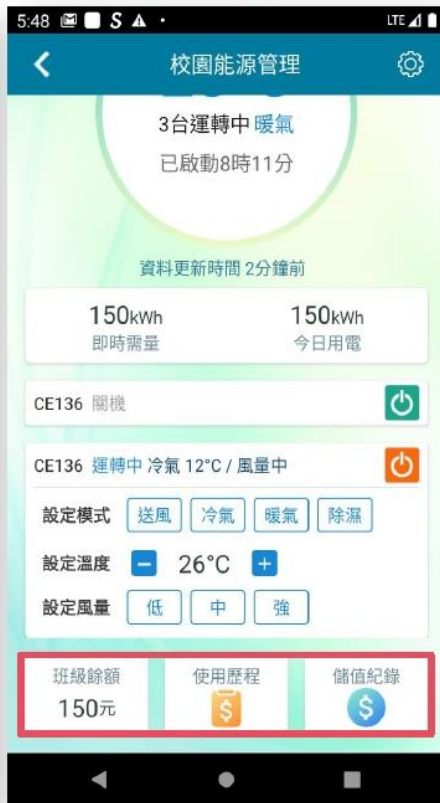 5:48 S LTE
校園能源管理
3台運轉中 暖氣
已啟動8時11分
資料更新時間 2分鐘前
150kWh 150kWh
即時需量 今日用電
CE136 關機
CE136 運轉中 冷氣 12°C / 風量中
設定模式 送風 冷氣 暖氣 除濕
設定溫度 - 26°C +
設定風量 低 中 強
班級餘額 使用歷程 儲值紀錄
150元 $ $